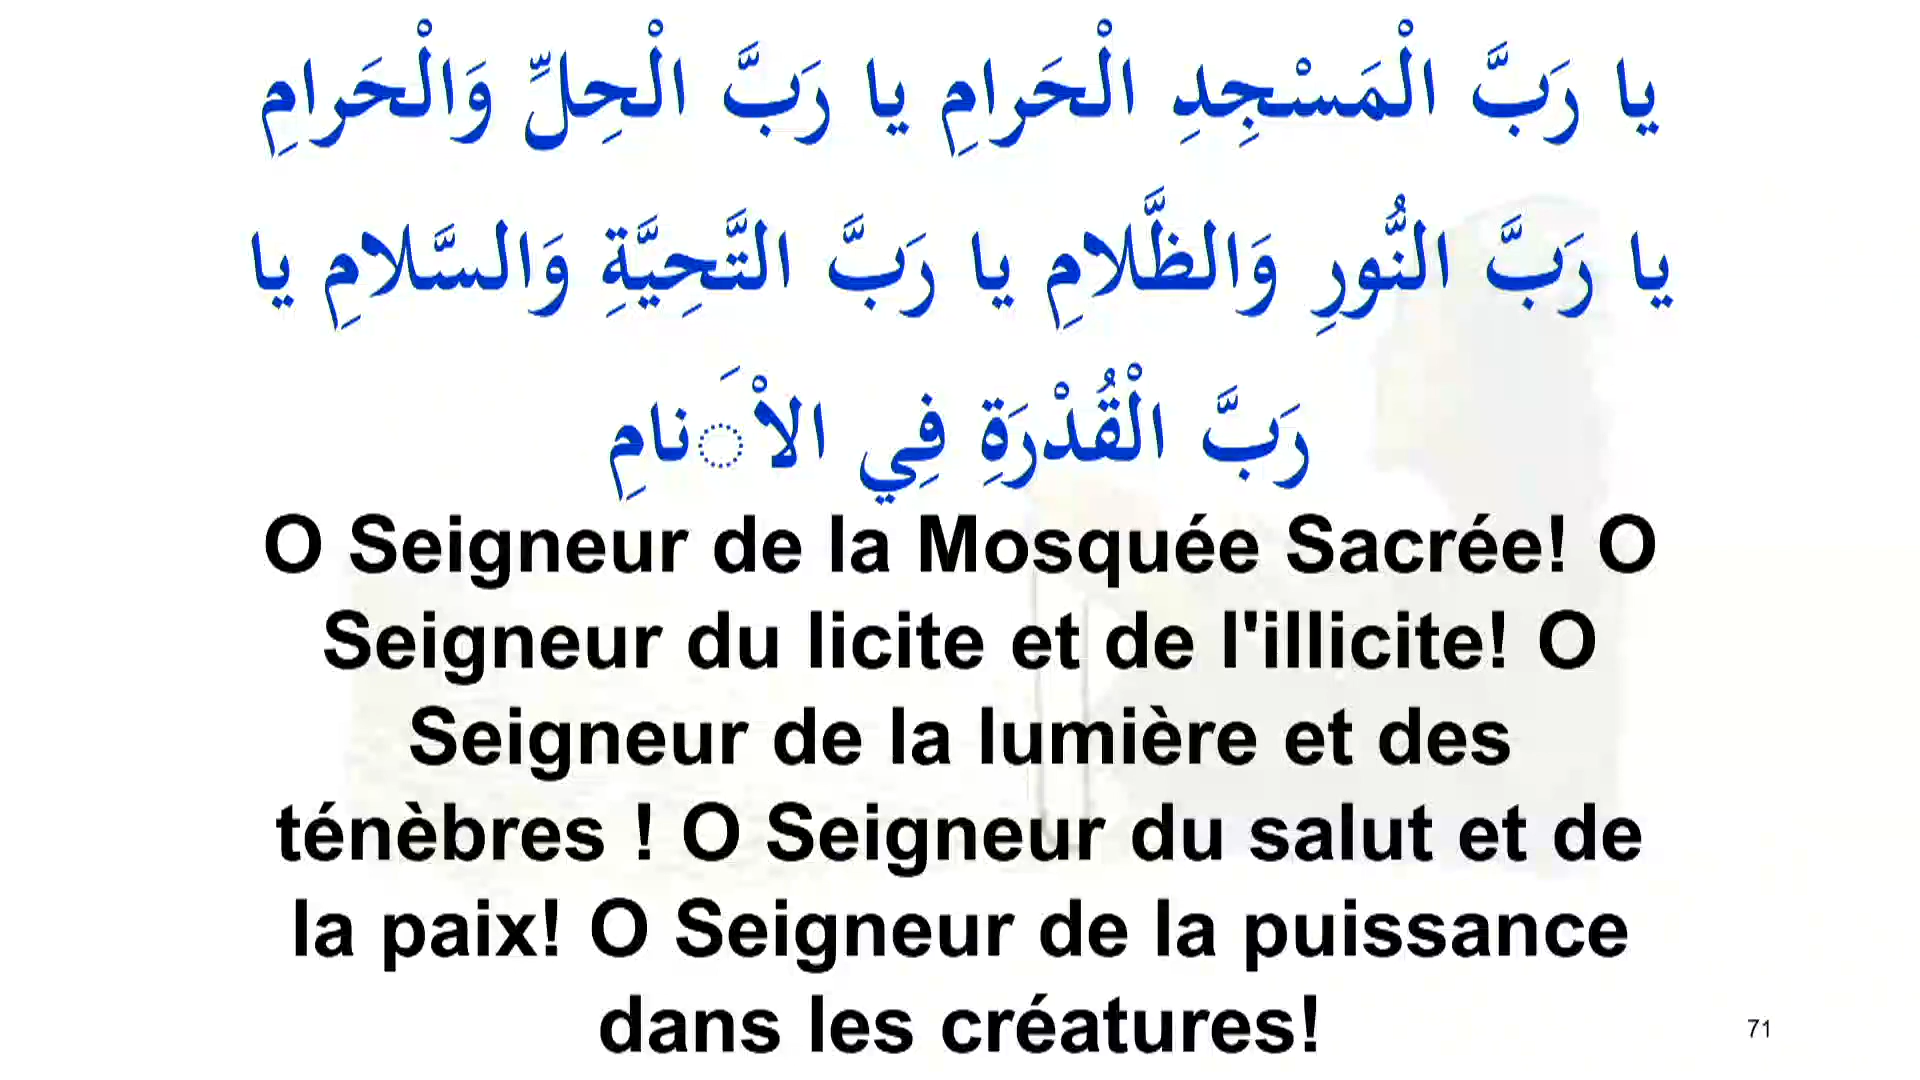 يا رَبَّ الْمَسْجِدِ الْحَرامِ يا رَبَّ الْحِلِّ وَالْحَرامِ
يا رَبَّ النُّورِ وَالظَّلامِ يا رَبَّ التَّحِيَّةِ وَالسَّلامِ يا
رَبَّ الْقُدْرَةِ فِي الاْ◌َنامِ
O Seigneur de la Mosquée Sacrée! O
Seigneur du licite et de l'illicite! O
Seigneur de la lumière et des
ténèbres ! O Seigneur du salut et de
la paix! O Seigneur de la puissance
dans les créatures!
71